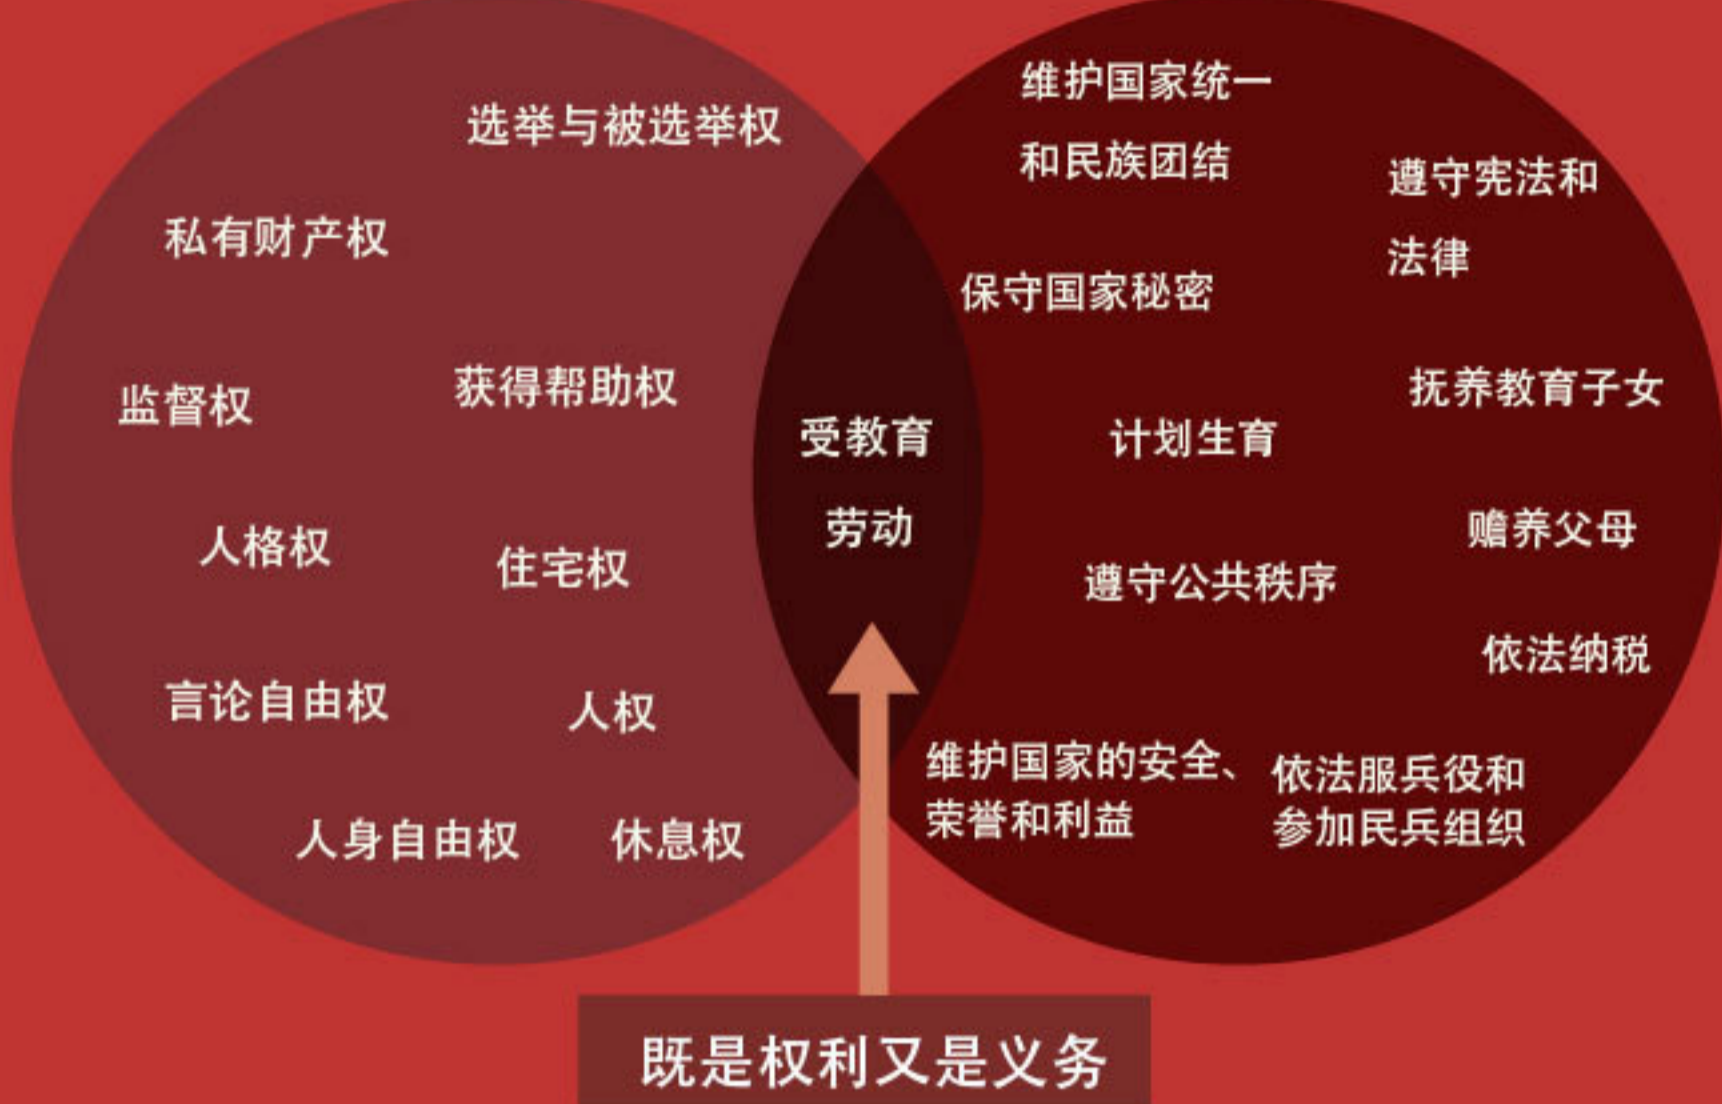 选举与被选举权
私有财产权
监督权
获得帮助权
人格权
住宅权
言论自由权
人权
人身自由权
休息权
受教育
劳动
维护国家统一
和民族团结
遵守宪法和
法律
保守国家秘密
抚养教育子女
计划生育
赡养父母
遵守公共秩序
依法纳税
维护国家的安全、
荣誉和利益
依法服兵役和
参加民兵组织
既是权利又是义务